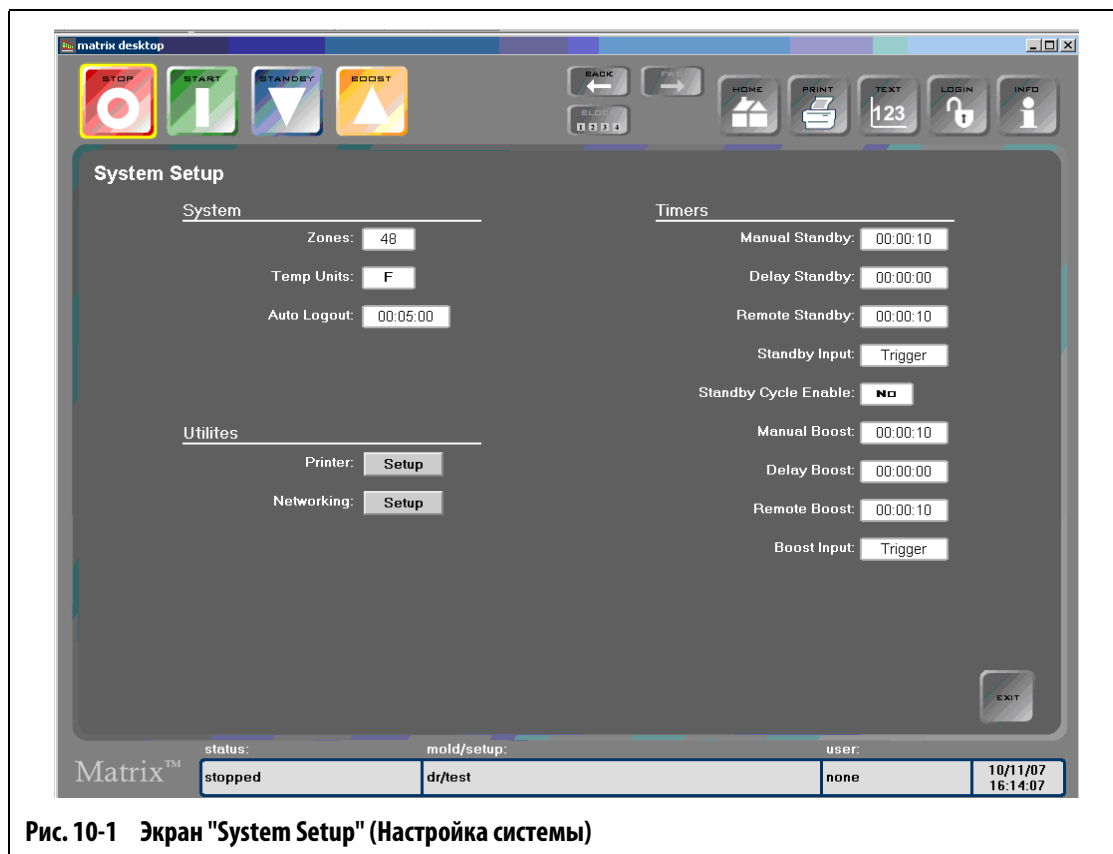 matrix desktop
STOP START STANDBY BOOST BACK FWD HOME PRINT TEXT LOGIN INFO
1 2 3 4 123
System Setup
System Timers
Zones: 48 Manual Standby: 00:00:10
Temp Units: F Delay Standby: 00:00:00
Auto Logout: 00:05:00 Remote Standby: 00:00:10
Standby Input: Trigger
Standby Cycle Enable: No
Utilites Manual Boost: 00:00:10
Printer: Setup Delay Boost: 00:00:00
Networking: Setup Remote Boost: 00:00:10
Boost Input: Trigger
EXIT
status: mold/setup: user:
Matrix™ stopped dr/test none 10/11/07
16:14:07
Рис. 10-1 Экран "System Setup" (Настройка системы)